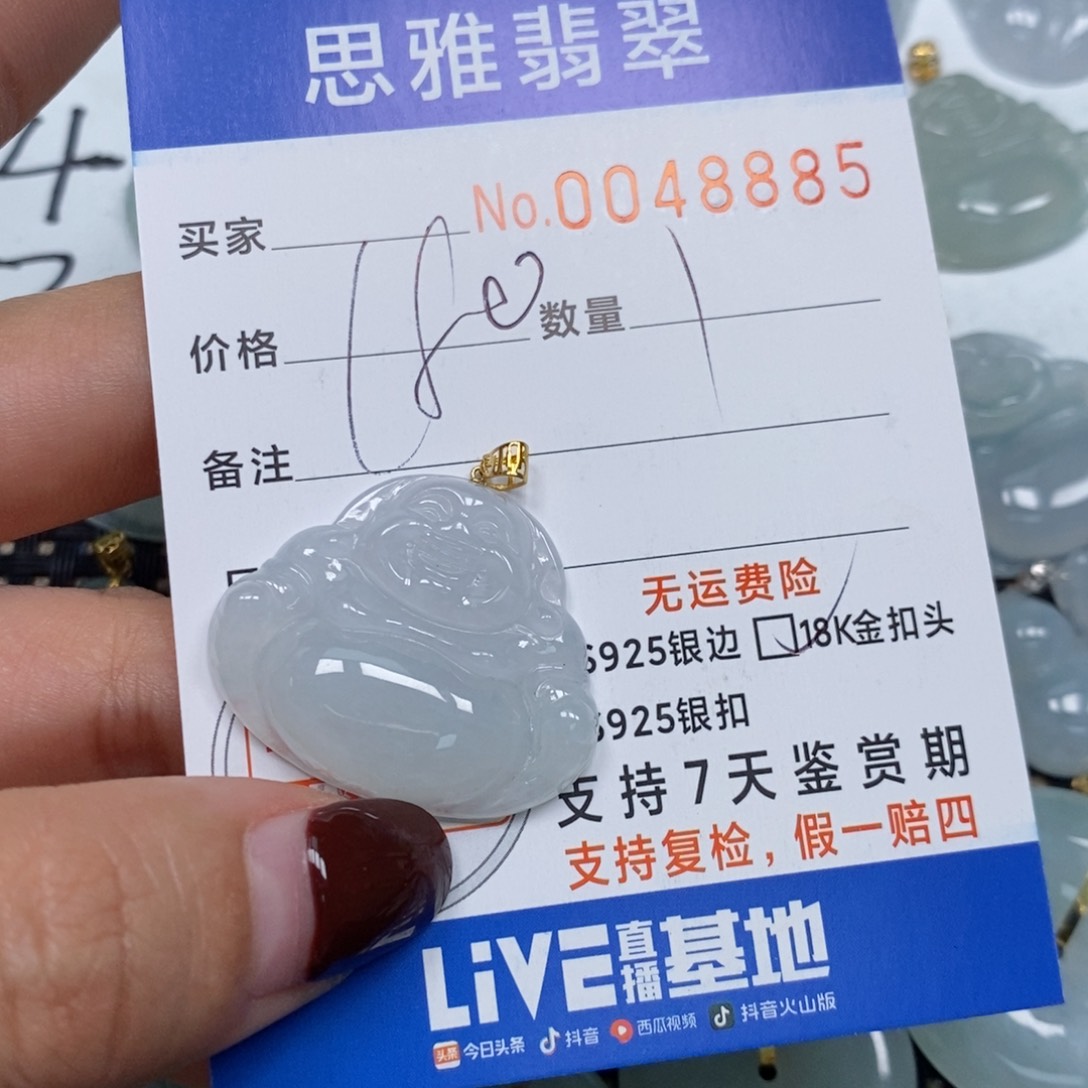 思雅翡翠
4
No.0048885
买家
价格 数量 1
备注
无运费险
S925银边 18K金扣头
S925银扣
支持7天鉴赏期
支持复检，假一赔四
LiVE直播基地
头条 今日头条 抖音 西瓜视频 抖音火山版